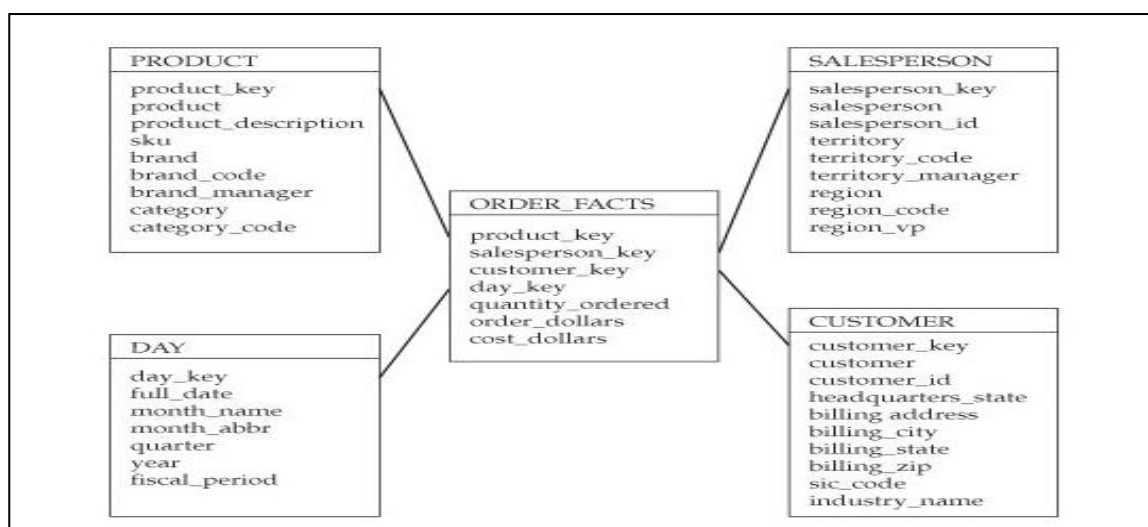 PRODUCT
product_key
product
product_description
sku
brand
brand_code
brand_manager
category
category_code
SALESPERSON
salesperson_key
salesperson
salesperson_id
territory
territory_code
territory_manager
region
region_code
region_vp
ORDER_FACTS
product_key
salesperson_key
customer_key
day_key
quantity_ordered
order_dollars
cost_dollars
DAY
day_key
full_date
month_name
month_abbr
quarter
year
fiscal_period
CUSTOMER
customer_key
customer
customer_id
headquarters_state
billing address
billing_city
billing_state
billing_zip
sic_code
industry_name